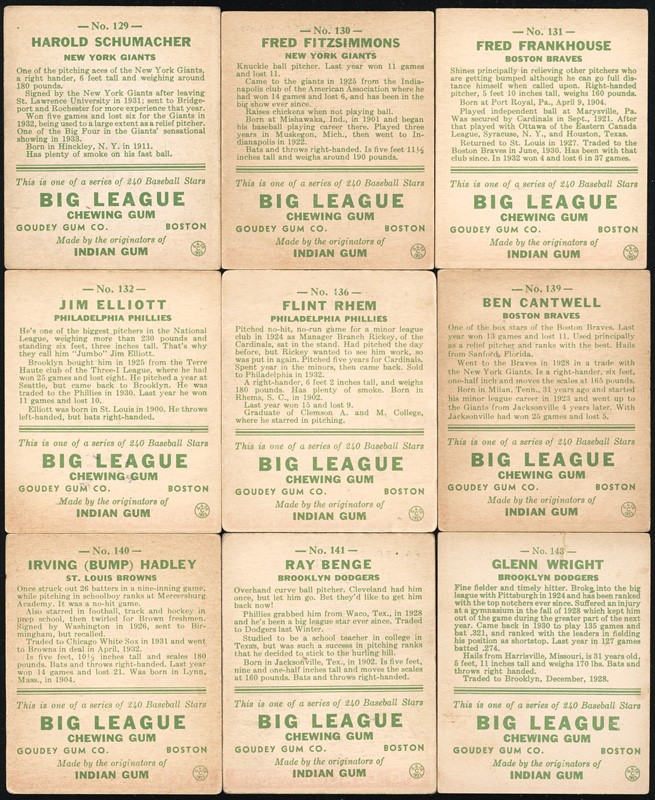 — No. 129 —
HAROLD SCHUMACHER
NEW YORK GIANTS
One of the pitching aces of the New York Giants,
a right hander, 6 feet tall and weighing around
180 pounds.
Signed by the New York Giants after leaving
St. Lawrence University in 1931; sent to Bridge-
port and Rochester for more experience that year.
Won five games and lost six for the Giants in
1932, being used to a large extent as a relief pitcher.
One of the Big Four in the Giants' sensational
showing in 1933.
Born in Hinckley, N. Y. in 1911.
Has plenty of smoke on his fast ball.
This is one of a series of 240 Baseball Stars
BIG LEAGUE
CHEWING GUM
GOUDEY GUM CO. BOSTON
Made by the originators of
INDIAN GUM
— No. 130 —
FRED FITZSIMMONS
NEW YORK GIANTS
Knuckle ball pitcher. Last year won 11 games
and lost 11.
Came to the giants in 1925 from the India-
napolis club of the American Association where he
had won 14 games and lost 6, and has been in the
big show ever since.
Raises chickens when not playing ball.
Born at Mishawaka, Ind., in 1901 and began
his baseball playing career there. Played three
years in Muskegon, Mich., then went to In-
dianapolis in 1922.
Bats and throws right-handed. Is five feet 11½
inches tall and weighs around 190 pounds.
This is one of a series of 240 Baseball Stars
BIG LEAGUE
CHEWING GUM
GOUDEY GUM CO. BOSTON
Made by the originators of
INDIAN GUM
— No. 131 —
FRED FRANKHOUSE
BOSTON BRAVES
Shines principally in relieving other pitchers who
are getting bumped although he can go full dis-
tance himself when called upon. Right-handed
pitcher, 5 feet 10 inches tall, weighs 160 pounds.
Born at Port Royal, Pa., April 9, 1904.
Played independent ball at Marysville, Pa.
Was secured by Cardinals in Sept., 1921. After
that played with Ottawa of the Eastern Canada
League, Syracuse, N. Y., and Houston, Texas.
Returned to St. Louis in 1927. Traded to the
Boston Braves in June, 1930. Has been with that
club since. In 1932 won 4 and lost 6 in 37 games.
This is one of a series of 240 Baseball Stars
BIG LEAGUE
CHEWING GUM
GOUDEY GUM CO. BOSTON
Made by the originators of
INDIAN GUM
— No. 132 —
JIM ELLIOTT
PHILADELPHIA PHILLIES
He's one of the biggest pitchers in the National
League, weighing more than 230 pounds and
standing six feet, three inches tall. That's why
they call him "Jumbo" Jim Elliott.
Brooklyn bought him in 1925 from the Terre
Haute club of the Three-I League, where he had
won 25 games and lost eight. He pitched a year at
Seattle, but came back to Brooklyn. He was
traded to the Phillies in 1930. Last year he won
11 games and lost 10.
Elliott was born in St. Louis in 1900. He throws
left-handed, but bats right-handed.
This is one of a series of 240 Baseball Stars
BIG LEAGUE
CHEWING GUM
GOUDEY GUM CO. BOSTON
Made by the originators of
INDIAN GUM
— No. 136 —
FLINT RHEM
PHILADELPHIA PHILLIES
Pitched no-hit, no-run game for a minor league
club in 1924 as Manager Branch Rickey, of the
Cardinals, sat in the stand. Had pitched the day
before, but Rickey wanted to see him work, so
was put in again. Pitched five years for Cardinals.
Spent year in the minors, then came back. Sold
to Philadelphia in 1932.
A right-hander, 6 feet 2 inches tall, and weighs
180 pounds. Has plenty of smoke. Born in
Rhems, S. C., in 1902.
Last year won 15 and lost 9.
Graduate of Clemson A. and M. College,
where he starred in pitching.
This is one of a series of 240 Baseball Stars
BIG LEAGUE
CHEWING GUM
GOUDEY GUM CO. BOSTON
Made by the originators of
INDIAN GUM
— No. 139 —
BEN CANTWELL
BOSTON BRAVES
One of the box stars of the Boston Braves. Last
year won 13 games and lost 11. Used principally
as a relief pitcher and ranks with the best. Hails
from Sanford, Florida.
Went to the Braves in 1928 in a trade with
the New York Giants. Is a right-hander, six feet,
one-half inch and moves the scales at 165 pounds.
Born in Milan, Tenn., 31 years ago and started
his minor league career in 1923 and went up to
the Giants from Jacksonville 4 years later. With
Jacksonville had won 25 games and lost 5.
This is one of a series of 240 Baseball Stars
BIG LEAGUE
CHEWING GUM
GOUDEY GUM CO. BOSTON
Made by the originators of
INDIAN GUM
— No. 140 —
IRVING (BUMP) HADLEY
ST. LOUIS BROWNS
Once struck out 26 batters in a nine-inning game,
while pitching in schoolboy ranks at Mercersburg
Academy. It was a no-hit game.
Also starred in football, track and hockey in
prep school, then twirled for Brown freshmen.
Signed by Washington in 1926, sent to Bir-
mingham, but recalled.
Traded to Chicago White Sox in 1931 and went
to Browns in deal in April, 1932.
Is five feet, 10½ inches tall and scales 180
pounds. Bats and throws right-handed. Last year
won 14 games and lost 21. Was born in Lynn,
Mass., in 1904.
This is one of a series of 240 Baseball Stars
BIG LEAGUE
CHEWING GUM
GOUDEY GUM CO. BOSTON
Made by the originators of
INDIAN GUM
— No. 141 —
RAY BENGE
BROOKLYN DODGERS
Overhand curve ball pitcher. Cleveland had him
once, but let him go. Bet they'd like to get him
back now!
Phillies grabbed him from Waco, Tex., in 1928
and he's been a big league star ever since. Traded
to Dodgers last Winter.
Studied to be a school teacher in college in
Texas, but was such a success in pitching ranks
that he decided to stick to the hurling hill.
Born in Jacksonville, Tex., in 1902. Is five feet,
nine and one-half inches tall and moves the scales
at 160 pounds. Bats and throws right-handed.
This is one of a series of 240 Baseball Stars
BIG LEAGUE
CHEWING GUM
GOUDEY GUM CO. BOSTON
Made by the originators of
INDIAN GUM
— No. 143 —
GLENN WRIGHT
BROOKLYN DODGERS
Fine fielder and timely hitter. Broke into the big
league with Pittsburgh in 1924 and has been ranked
with the top notchers ever since. Suffered an injury
at a gymnasium in the fall of 1928 which kept him
out of the game during the greater part of the next
year. Came back in 1930 to play 135 games and
bat .321, and ranked with the leaders in fielding
his position as shortstop. Last year in 127 games
batted .274.
Hails from Harrisville, Missouri, is 31 years old,
5 feet, 11 inches tall and weighs 170 lbs. Bats and
throws right handed.
Traded to Brooklyn, December, 1928.
This is one of a series of 240 Baseball Stars
BIG LEAGUE
CHEWING GUM
GOUDEY GUM CO. BOSTON
Made by the originators of
INDIAN GUM